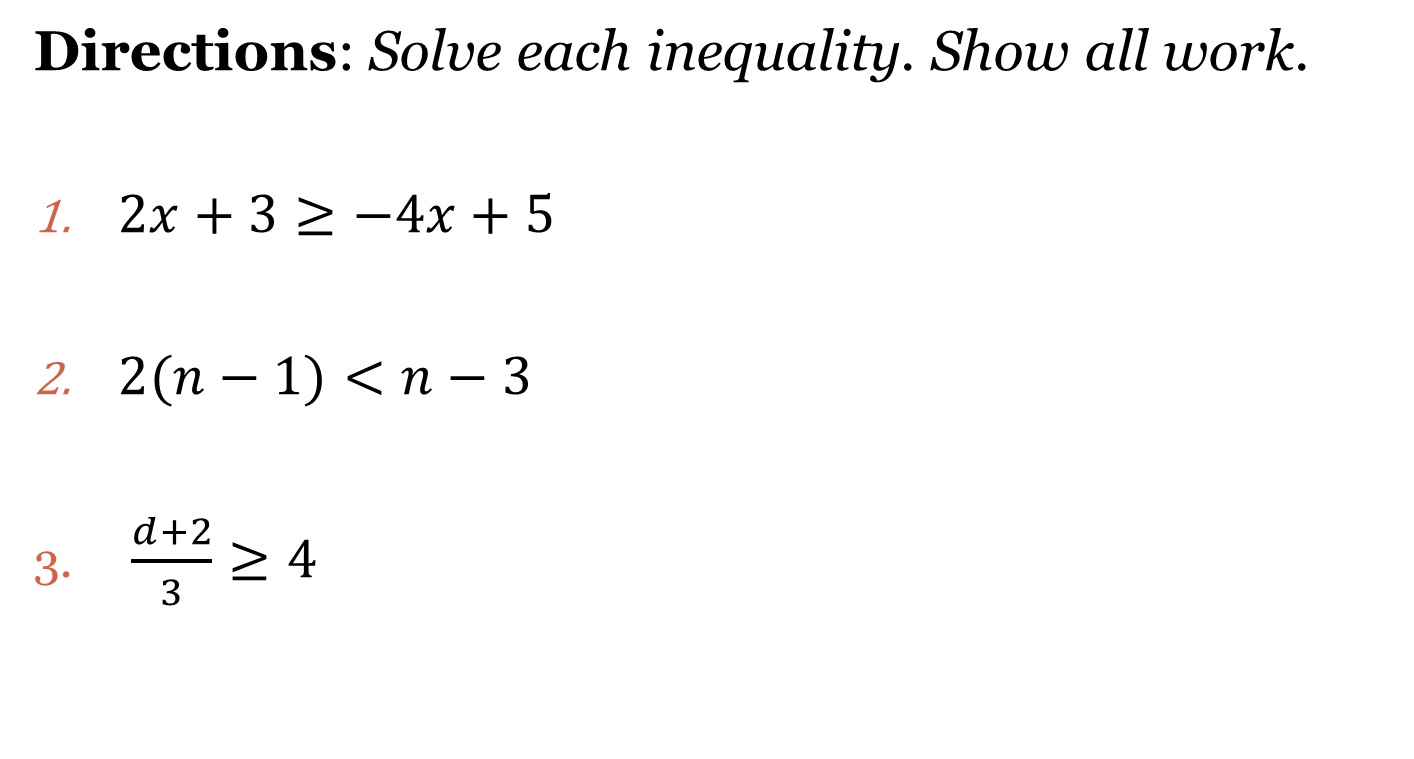 Directions: Solve each inequality. Show all work.
1. 2x + 3 ≥ −4x + 5
2. 2(n − 1) < n − 3
3. d+2
3 ≥ 4